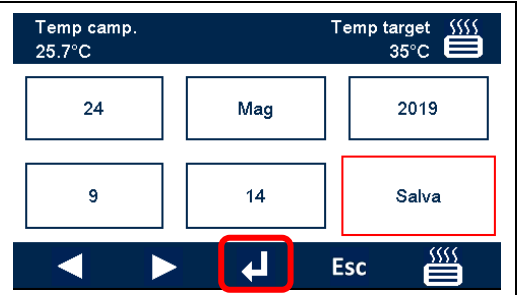 Temp camp.
Temp target
25.7°C
35°C
24
Mag
2019
9
14
Salva
Esc